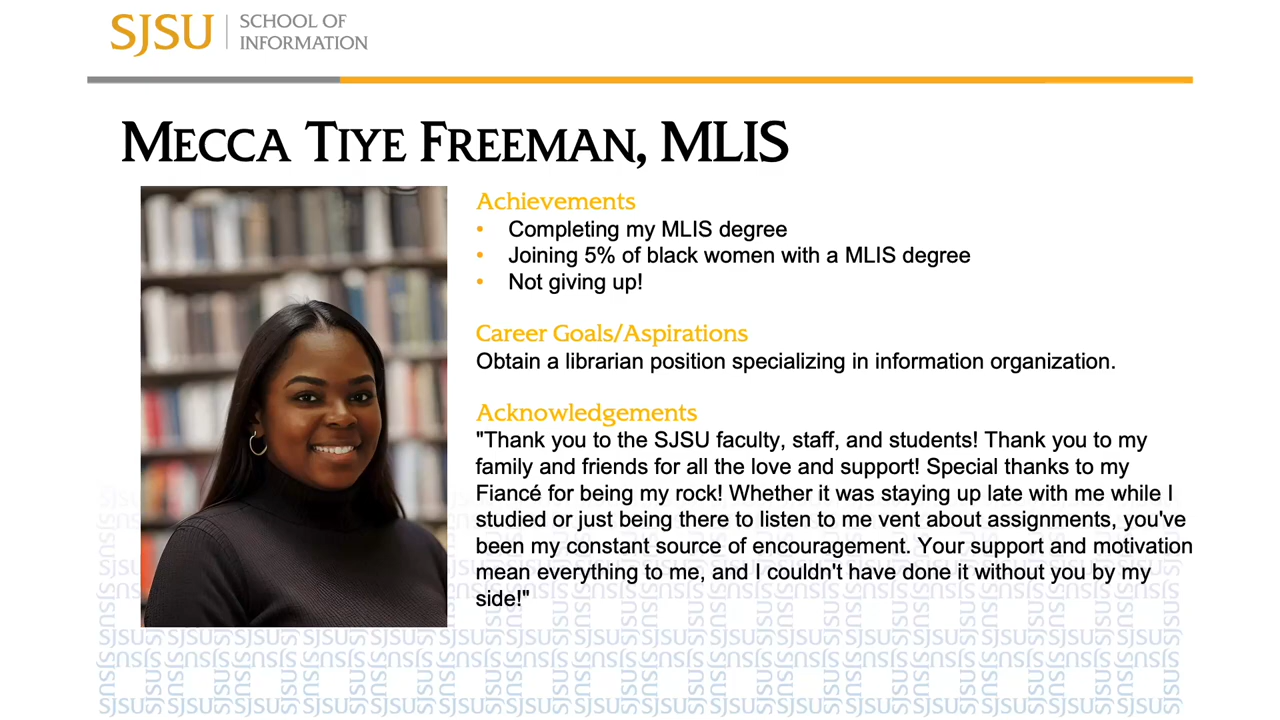 SJSU SCHOOL OF
INFORMATION
MECCA TIYE FREEMAN, MLIS
Achievements
• Completing my MLIS degree
• Joining 5% of black women with a MLIS degree
• Not giving up!
Career Goals/Aspirations
Obtain a librarian position specializing in information organization.
Acknowledgements
"Thank you to the SJSU faculty, staff, and students! Thank you to my
family and friends for all the love and support! Special thanks to my
Fiancé for being my rock! Whether it was staying up late with me while I
studied or just being there to listen to me vent about assignments, you've
been my constant source of encouragement. Your support and motivation
mean everything to me, and I couldn't have done it without you by my
side!"